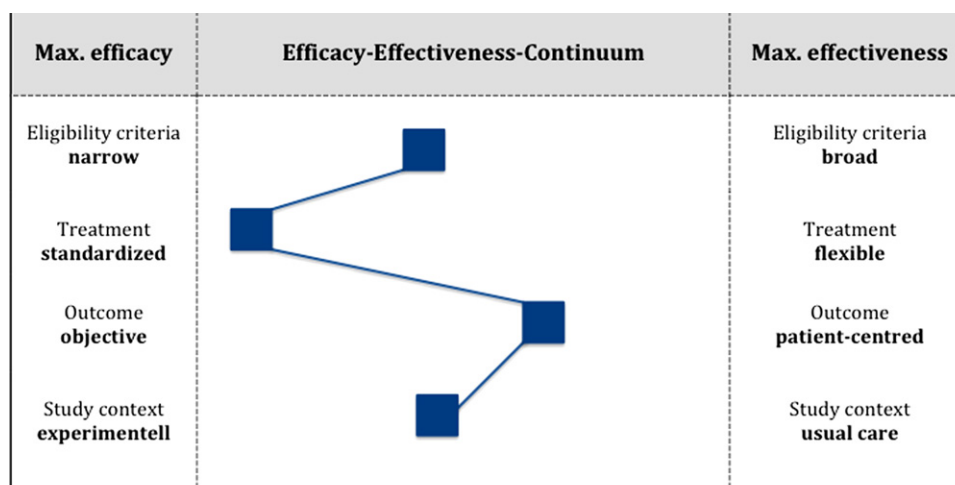 Max. efficacy
Efficacy-Effectiveness-Continuum
Max. effectiveness
Eligibility criteria
narrow
Eligibility criteria
broad
Treatment
standardized
Treatment
flexible
Outcome
objective
Outcome
patient-centred
Study context
experimentell
Study context
usual care